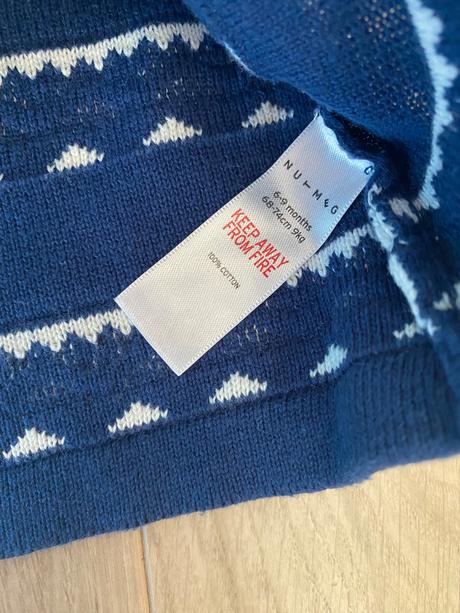 NUTMEG
6-9 months
68-74cm 9kg
KEEP AWAY
FROM FIRE
100% COTTON